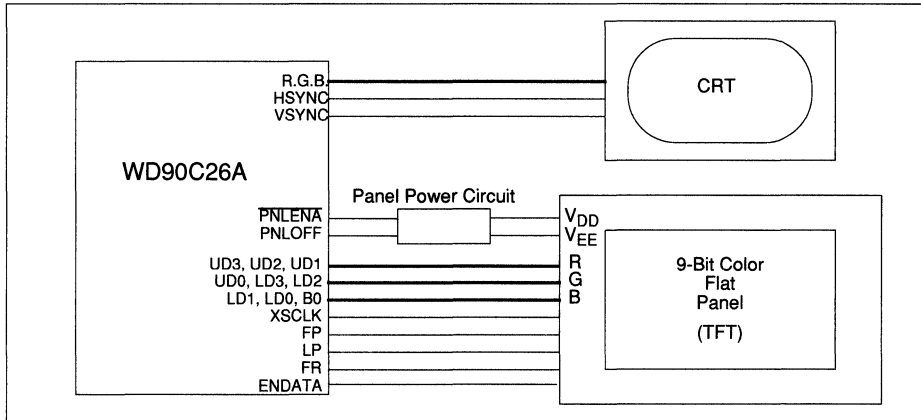 R.G.B.
HSYNC
VSYNC
CRT
WD90C26A
Panel Power Circuit
PNLENA
PNLOFF
VDD
VEE
UD3, UD2, UD1
UD0, LD3, LD2
LD1, LD0, B0
R
G
B
XSCLK
FP
LP
FR
ENDATA
9-Bit Color
Flat
Panel
(TFT)